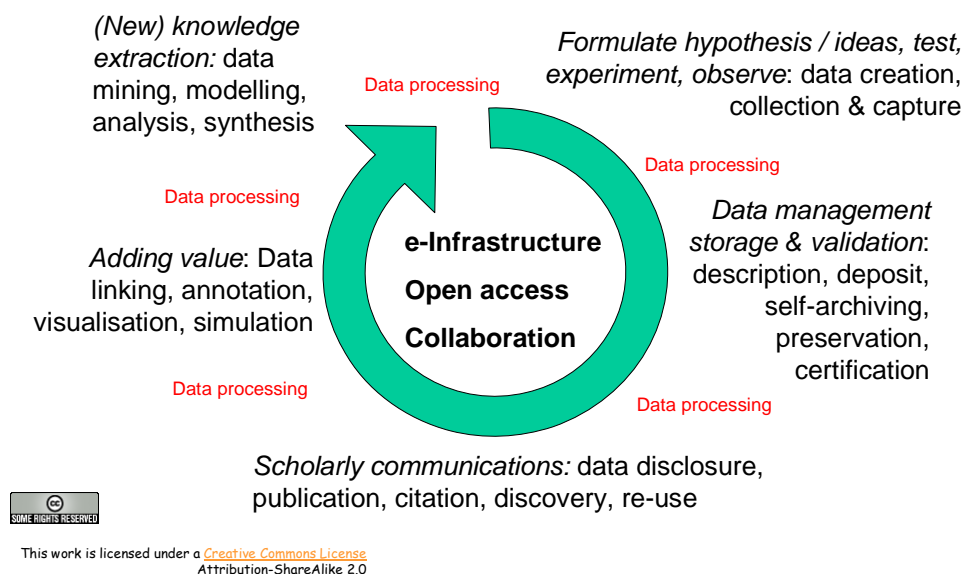 (New) knowledge
extraction: data
mining, modelling,
analysis, synthesis
Data processing
Formulate hypothesis / ideas, test,
experiment, observe: data creation,
collection & capture
Data processing
Data management
storage & validation:
description, deposit,
self-archiving,
preservation,
certification
Data processing
e-Infrastructure
Open access
Collaboration
Data processing
Adding value: Data
linking, annotation,
visualisation, simulation
Data processing
Scholarly communications: data disclosure,
publication, citation, discovery, re-use
cc
SOME RIGHTS RESERVED
This work is licensed under a Creative Commons License
Attribution-ShareAlike 2.0